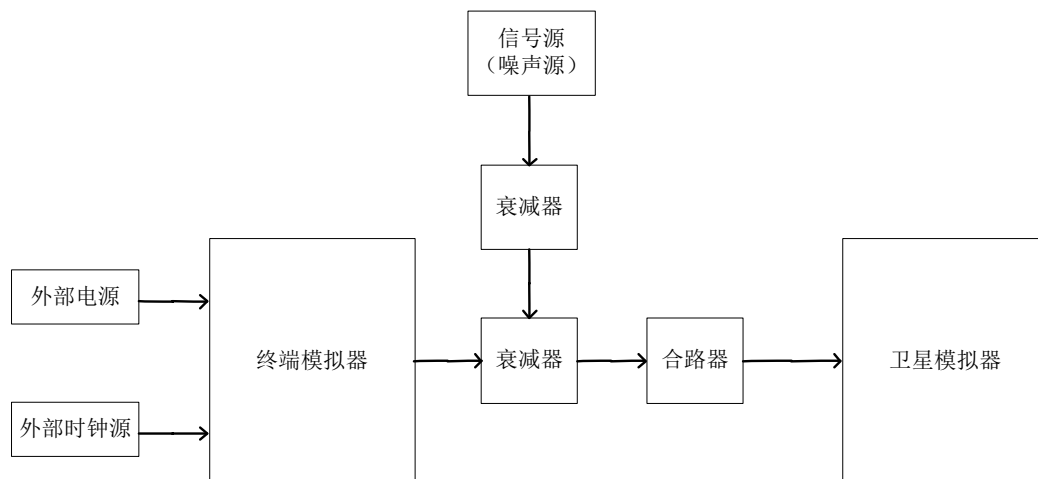 信号源
（噪声源）
衰减器
外部电源
终端模拟器
衰减器
合路器
卫星模拟器
外部时钟源